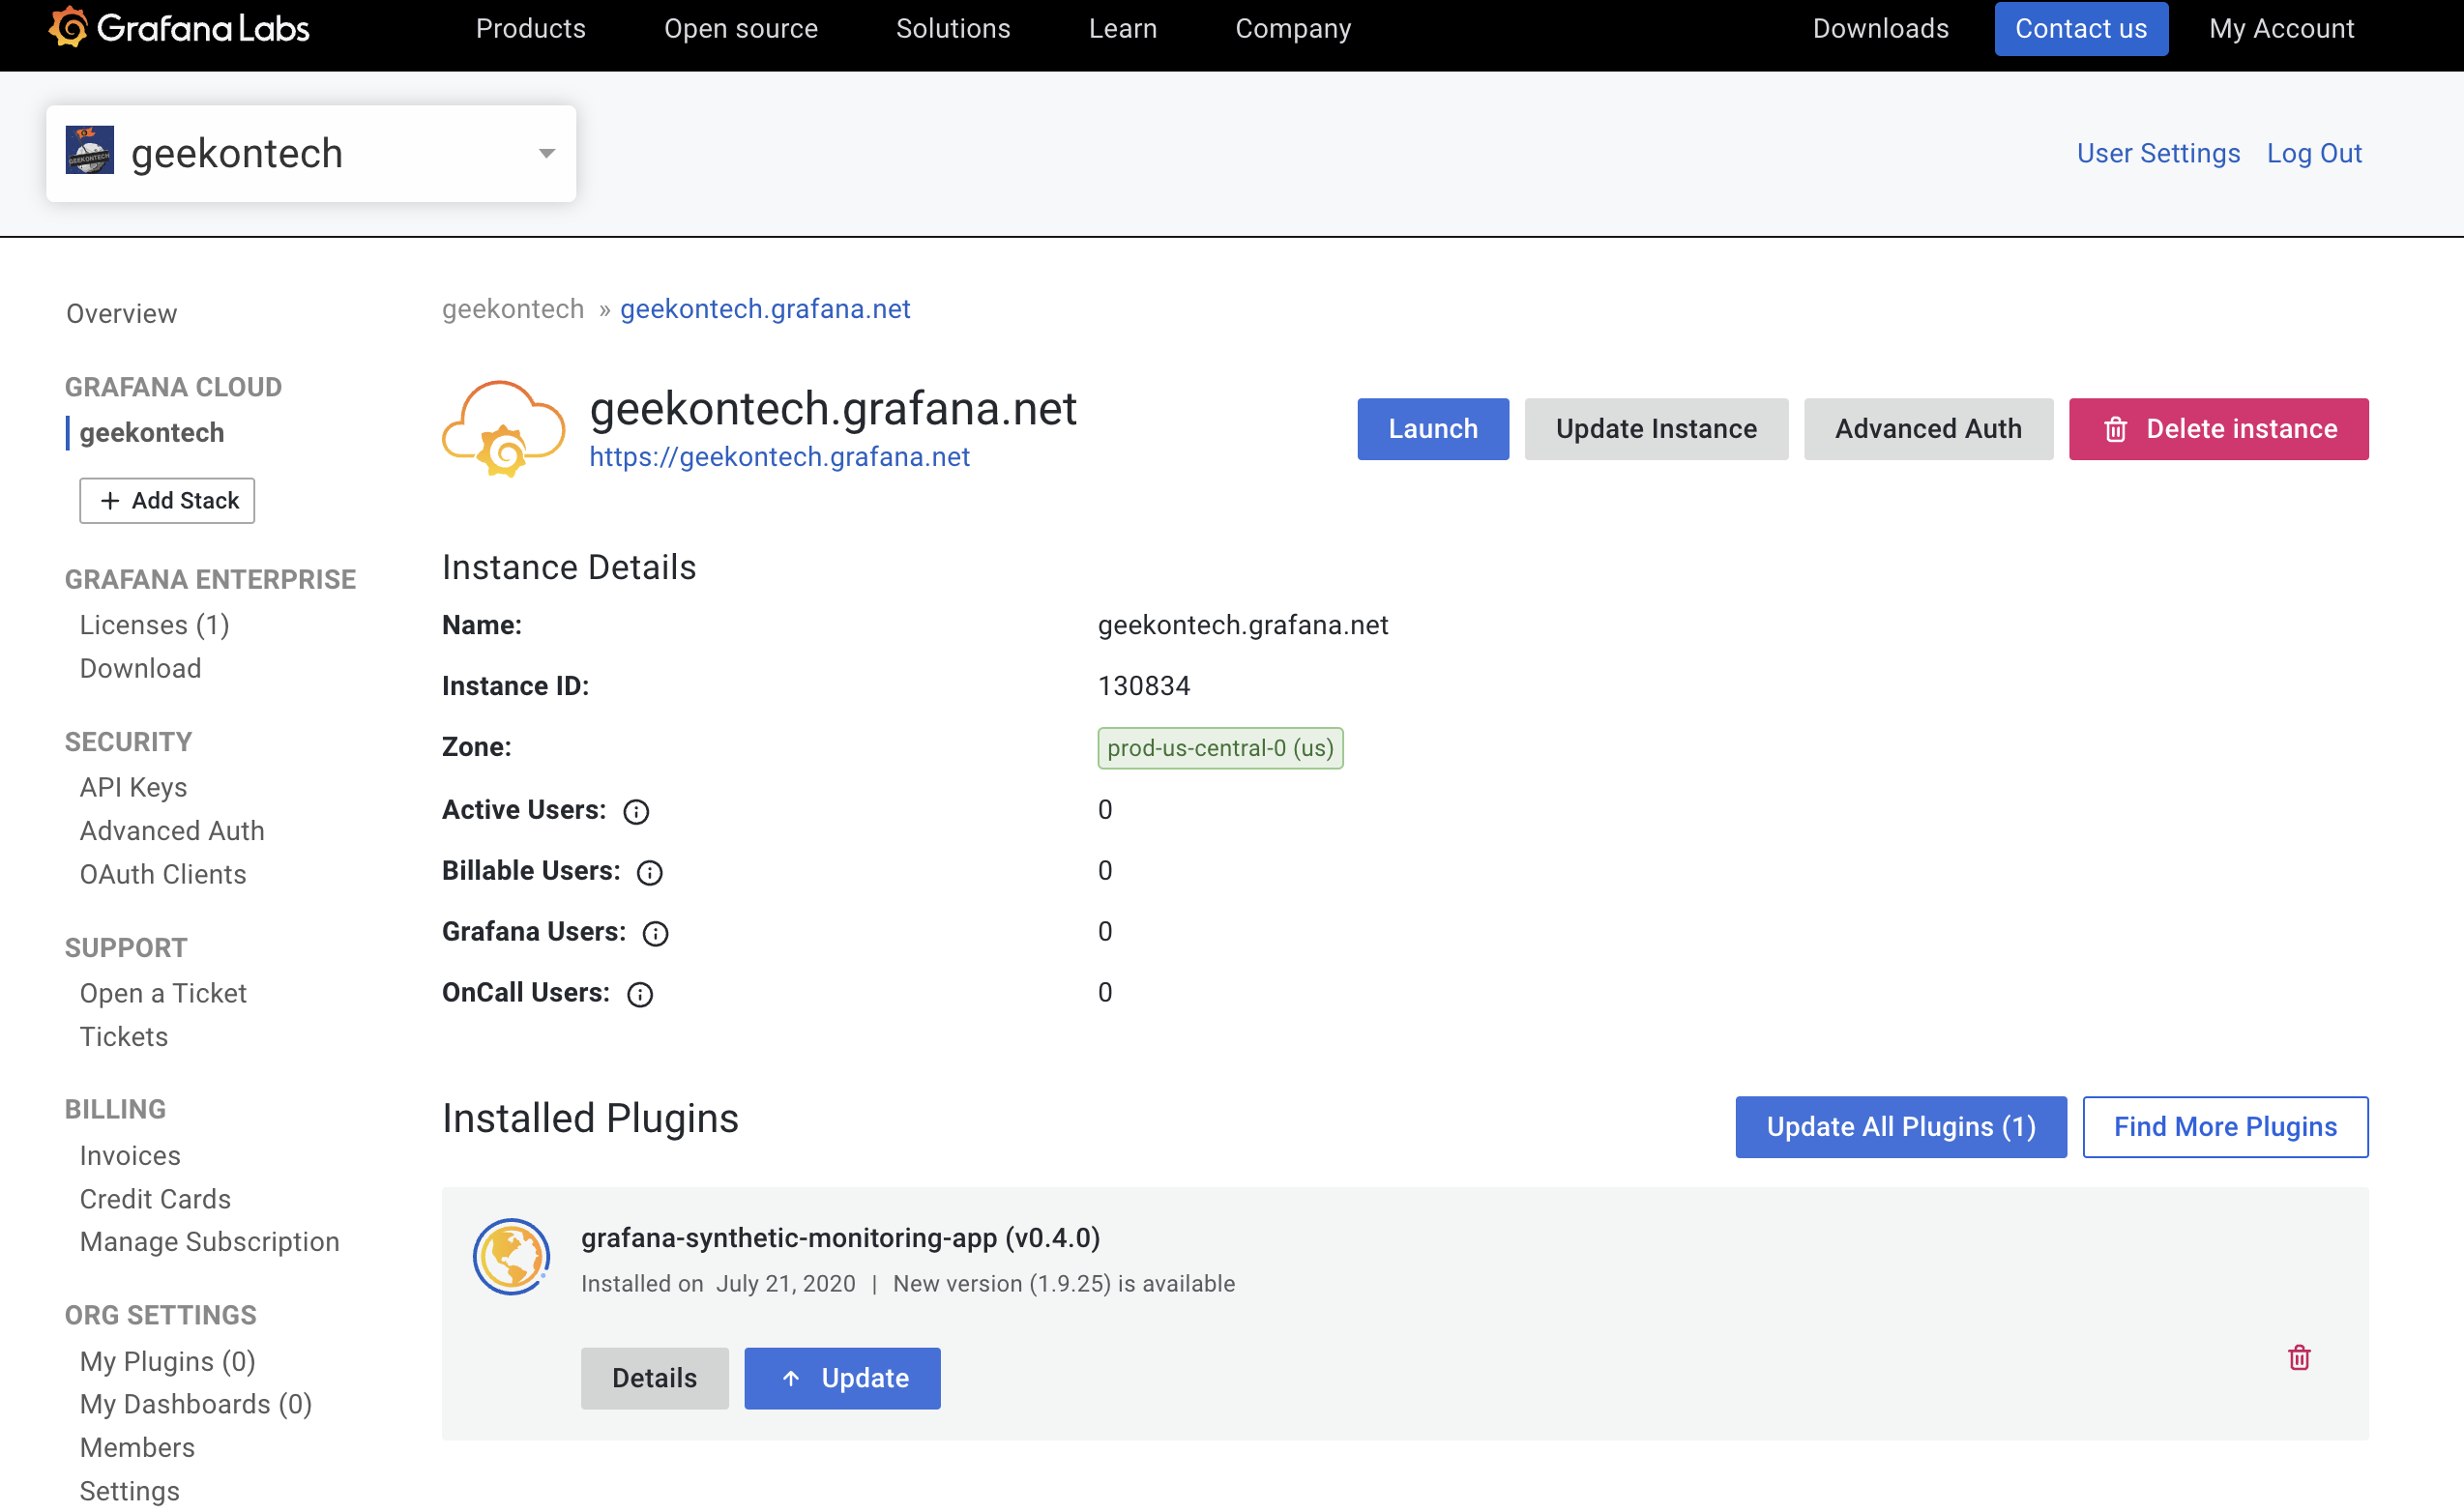 Grafana Labs
Products Open source Solutions Learn Company Downloads Contact us My Account
GEEKONTECH
geekontech
User Settings Log Out
Overview
GRAFANA CLOUD
geekontech
+ Add Stack
GRAFANA ENTERPRISE
Licenses (1)
Download
SECURITY
API Keys
Advanced Auth
OAuth Clients
SUPPORT
Open a Ticket
Tickets
BILLING
Invoices
Credit Cards
Manage Subscription
ORG SETTINGS
My Plugins (0)
My Dashboards (0)
Members
Settings
geekontech » geekontech.grafana.net
geekontech.grafana.net
https://geekontech.grafana.net
Launch Update Instance Advanced Auth Delete instance
Instance Details
Name: geekontech.grafana.net
Instance ID: 130834
Zone: prod-us-central-0 (us)
Active Users: 0
Billable Users: 0
Grafana Users: 0
OnCall Users: 0
Installed Plugins
Update All Plugins (1) Find More Plugins
grafana-synthetic-monitoring-app (v0.4.0)
Installed on July 21, 2020 | New version (1.9.25) is available
Details Update